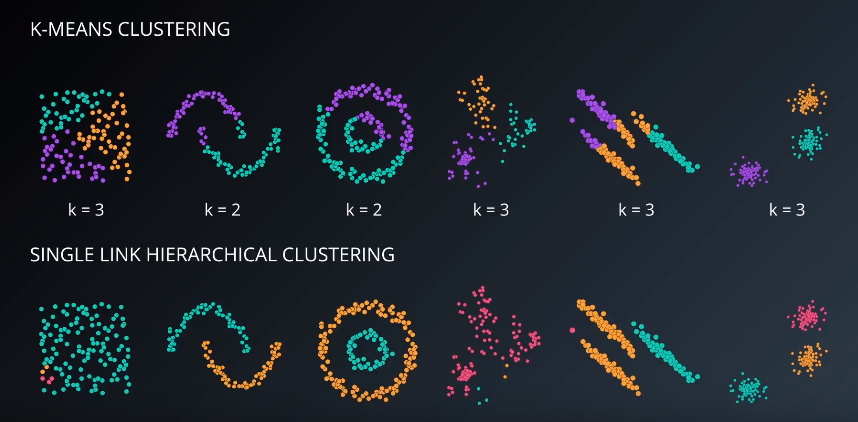 K-MEANS CLUSTERING
k = 3 k = 2 k = 2 k = 3 k = 3 k = 3
SINGLE LINK HIERARCHICAL CLUSTERING